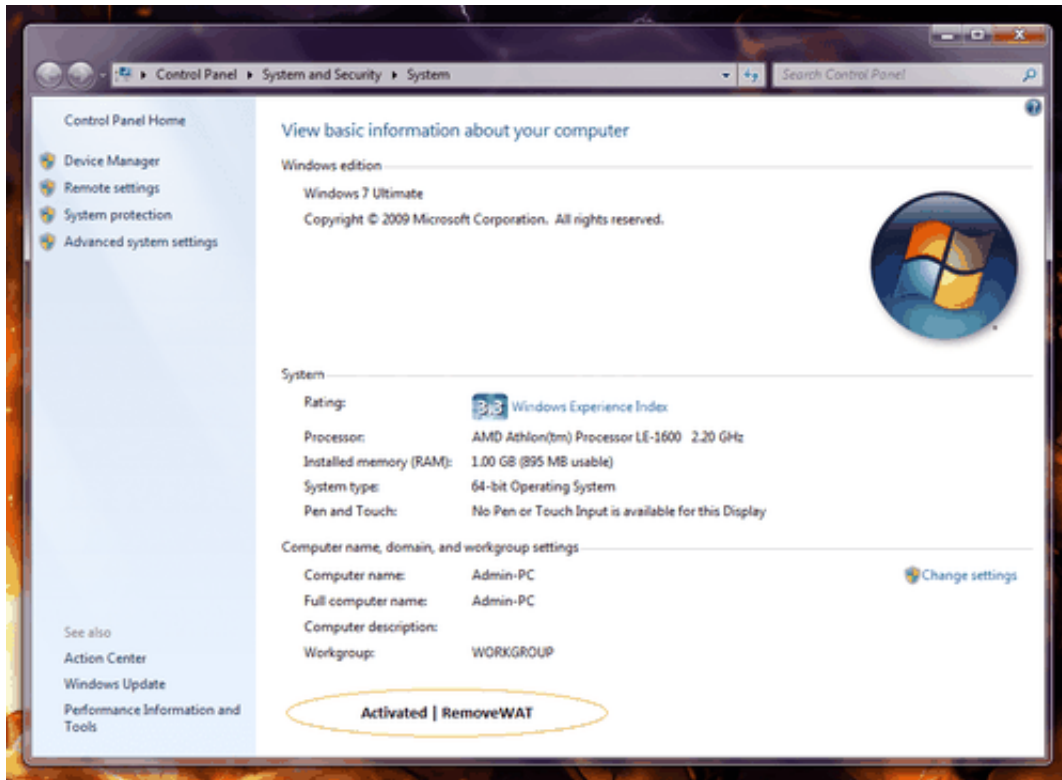 Control Panel ▸ System and Security ▸ System
Search Control Panel
Control Panel Home
Device Manager
Remote settings
System protection
Advanced system settings
View basic information about your computer
Windows edition
Windows 7 Ultimate
Copyright © 2009 Microsoft Corporation. All rights reserved.
System
Rating: 3.3 Windows Experience Index
Processor: AMD Athlon(tm) Processor LE-1600 2.20 GHz
Installed memory (RAM): 1.00 GB (895 MB usable)
System type: 64-bit Operating System
Pen and Touch: No Pen or Touch Input is available for this Display
Computer name, domain, and workgroup settings
Computer name: Admin-PC
Change settings
Full computer name: Admin-PC
Computer description:
Workgroup: WORKGROUP
See also
Action Center
Windows Update
Performance Information and
Tools
Activated | RemoveWAT